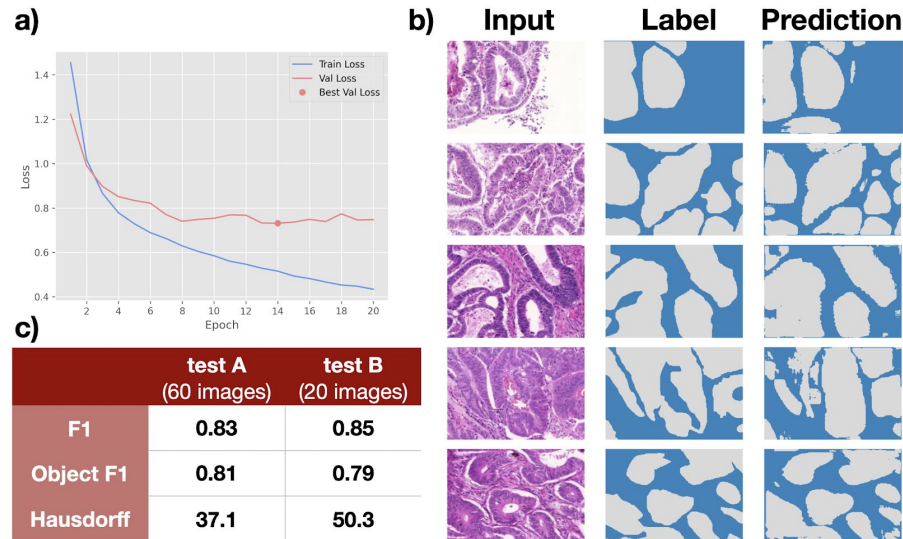 a)
Train Loss
Val Loss
Best Val Loss
1.4
1.2
1.0
0.8
0.6
0.4
Loss
2 4 6 8 10 12 14 16 18 20
Epoch
b)
Input Label Prediction
c)
test A test B
(60 images) (20 images)
F1 0.83 0.85
Object F1 0.81 0.79
Hausdorff 37.1 50.3